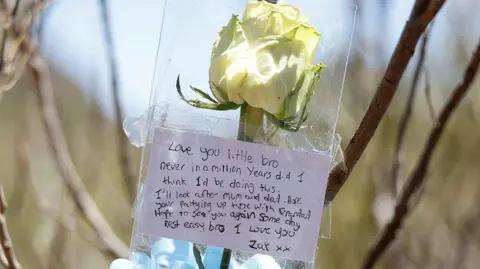 Love you little bro
never in a million years did I
think I'd be doing this.
I'll look after mum and dad. Hope
your partying up there with Grandad
Hope to see you again some day
Rest easy bro I love you
Zak xx